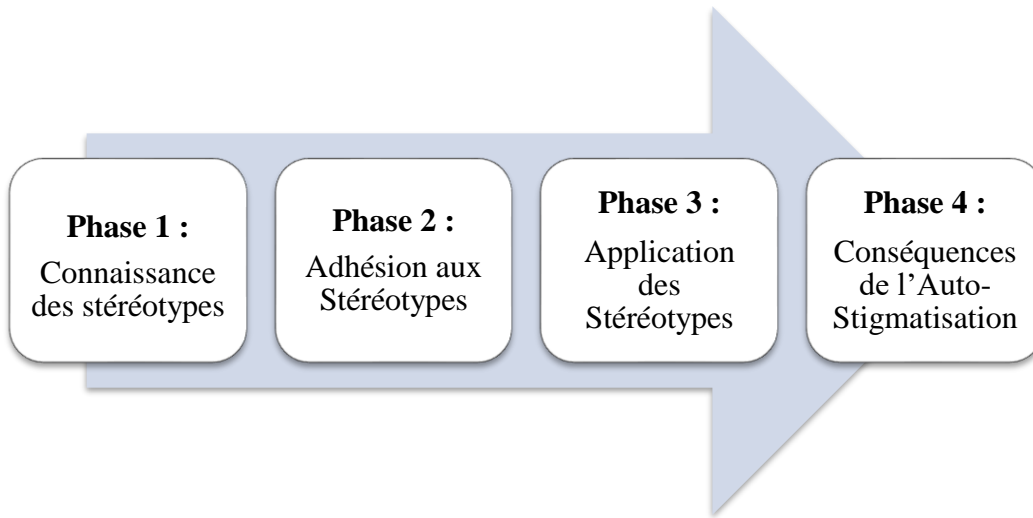 Phase 1 :
Connaissance
des stéréotypes
Phase 2 :
Adhésion aux
Stéréotypes
Phase 3 :
Application
des
Stéréotypes
Phase 4 :
Conséquences
de l’Auto-
Stigmatisation